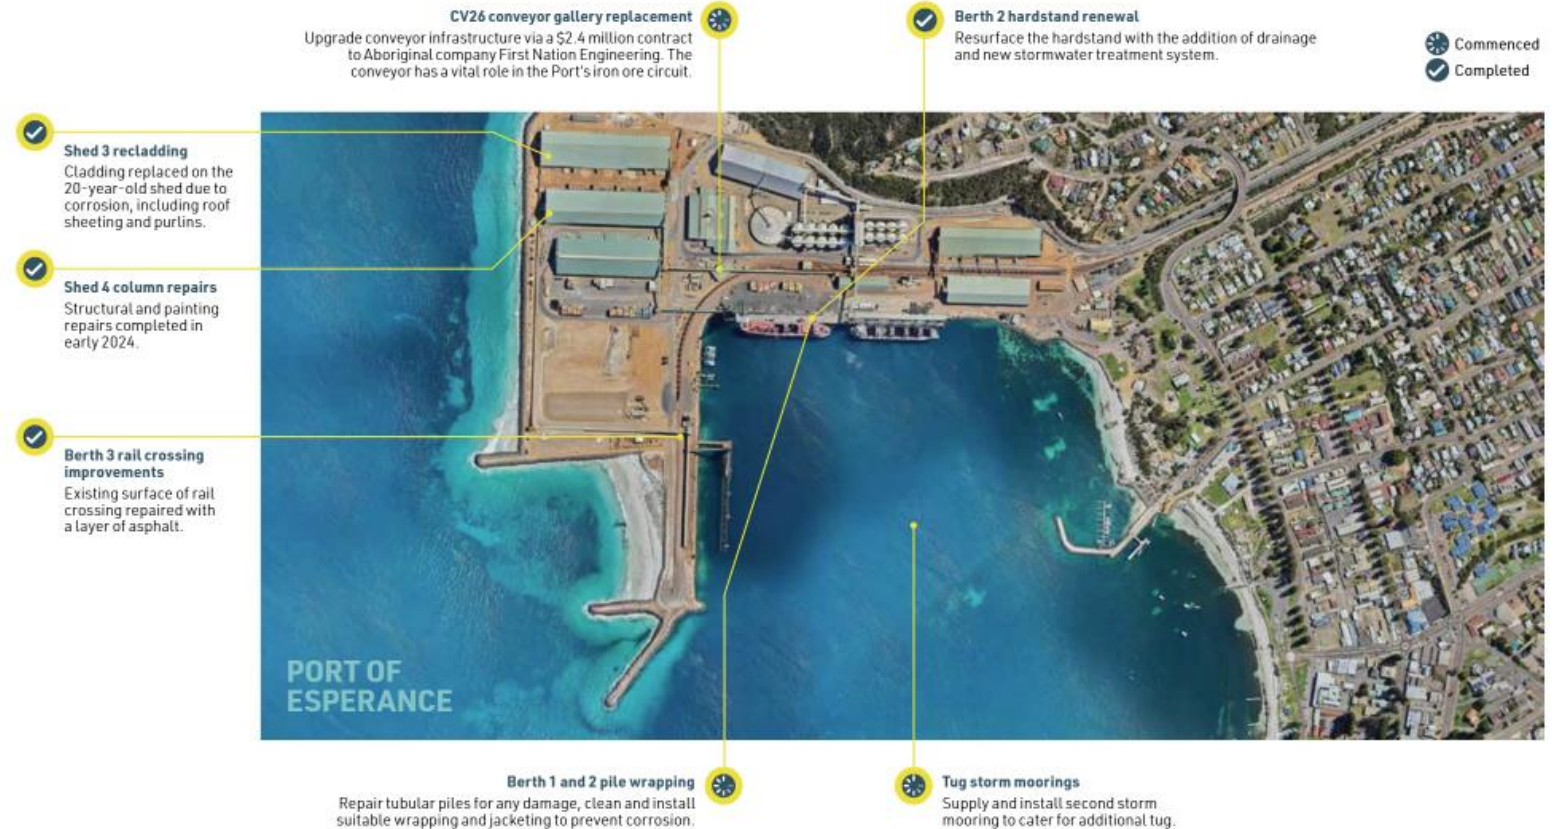 CV26 conveyor gallery replacement
Upgrade conveyor infrastructure via a $2.4 million contract
to Aboriginal company First Nation Engineering. The
conveyor has a vital role in the Port's iron ore circuit.
Berth 2 hardstand renewal
Resurface the hardstand with the addition of drainage
and new stormwater treatment system.
Commenced
Completed
Shed 3 recladding
Cladding replaced on the
20-year-old shed due to
corrosion, including roof
sheeting and purlins.
Shed 4 column repairs
Structural and painting
repairs completed in
early 2024.
Berth 3 rail crossing
improvements
Existing surface of rail
crossing repaired with
a layer of asphalt.
PORT OF
ESPERANCE
Berth 1 and 2 pile wrapping
Repair tubular piles for any damage, clean and install
suitable wrapping and jacketing to prevent corrosion.
Tug storm moorings
Supply and install second storm
mooring to cater for additional tug.